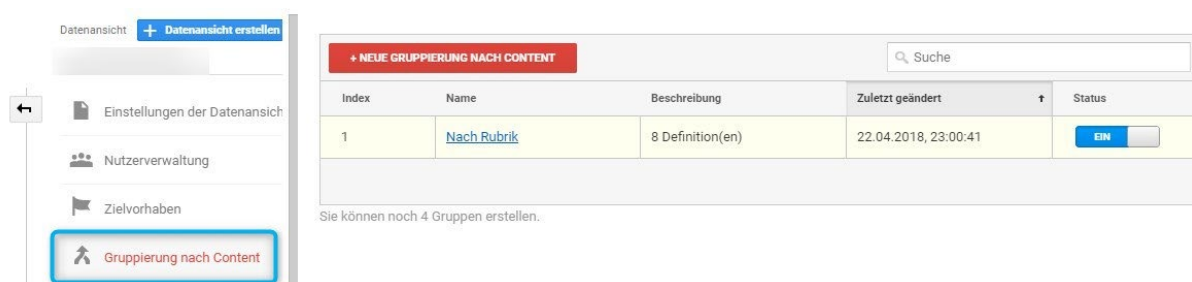 Datenansicht + Datenansicht erstellen
Einstellungen der Datenansich
Nutzerverwaltung
Zielvorhaben
Gruppierung nach Content
+ NEUE GRUPPIERUNG NACH CONTENT
Suche
Index Name Beschreibung Zuletzt geändert Status
1 Nach Rubrik 8 Definition(en) 22.04.2018, 23:00:41 EIN
Sie können noch 4 Gruppen erstellen.